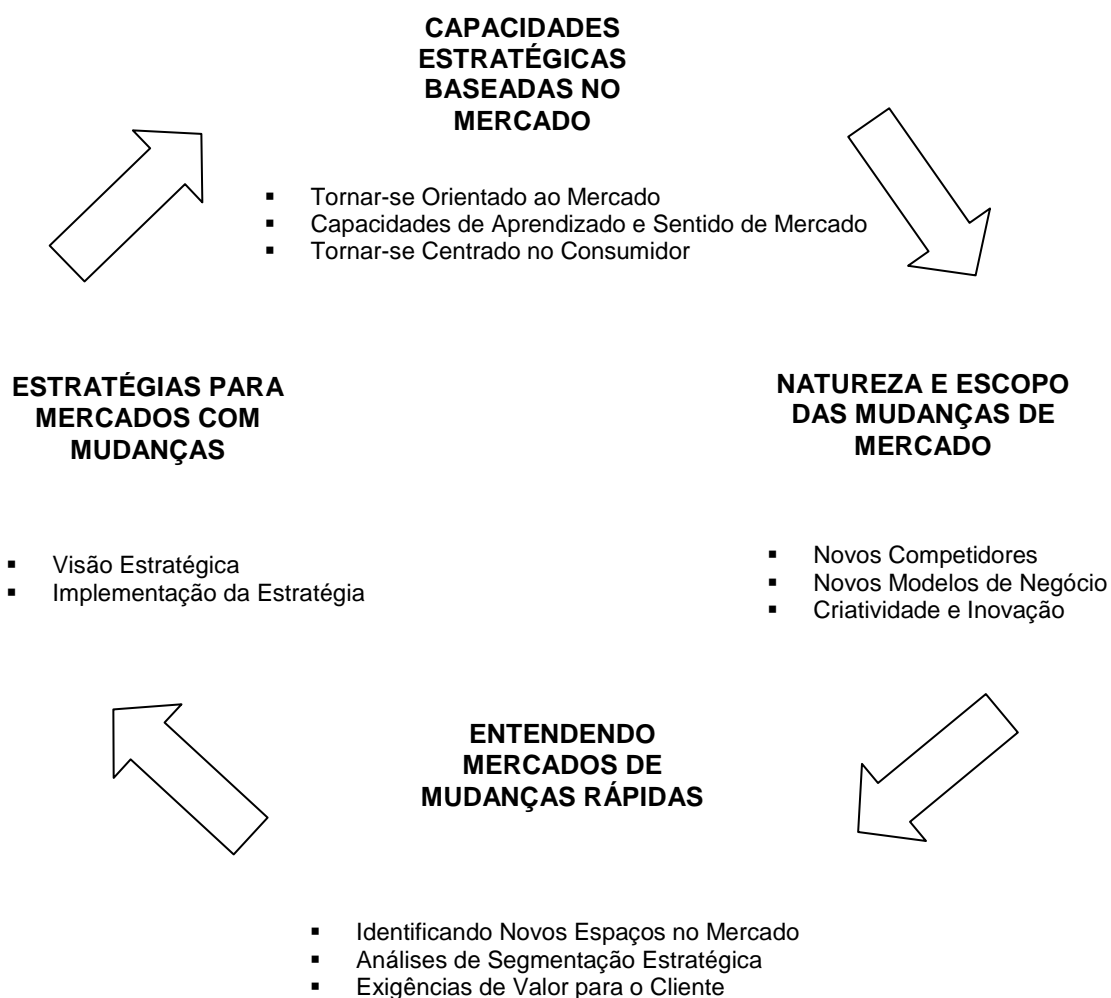 CAPACIDADES
ESTRATÉGICAS
BASEADAS NO
MERCADO
▪ Tornar-se Orientado ao Mercado
▪ Capacidades de Aprendizado e Sentido de Mercado
▪ Tornar-se Centrado no Consumidor
ESTRATÉGIAS PARA
MERCADOS COM
MUDANÇAS
NATUREZA E ESCOPO
DAS MUDANÇAS DE
MERCADO
▪ Visão Estratégica
▪ Implementação da Estratégia
▪ Novos Competidores
▪ Novos Modelos de Negócio
▪ Criatividade e Inovação
ENTENDENDO
MERCADOS DE
MUDANÇAS RÁPIDAS
▪ Identificando Novos Espaços no Mercado
▪ Análises de Segmentação Estratégica
▪ Exigências de Valor para o Cliente